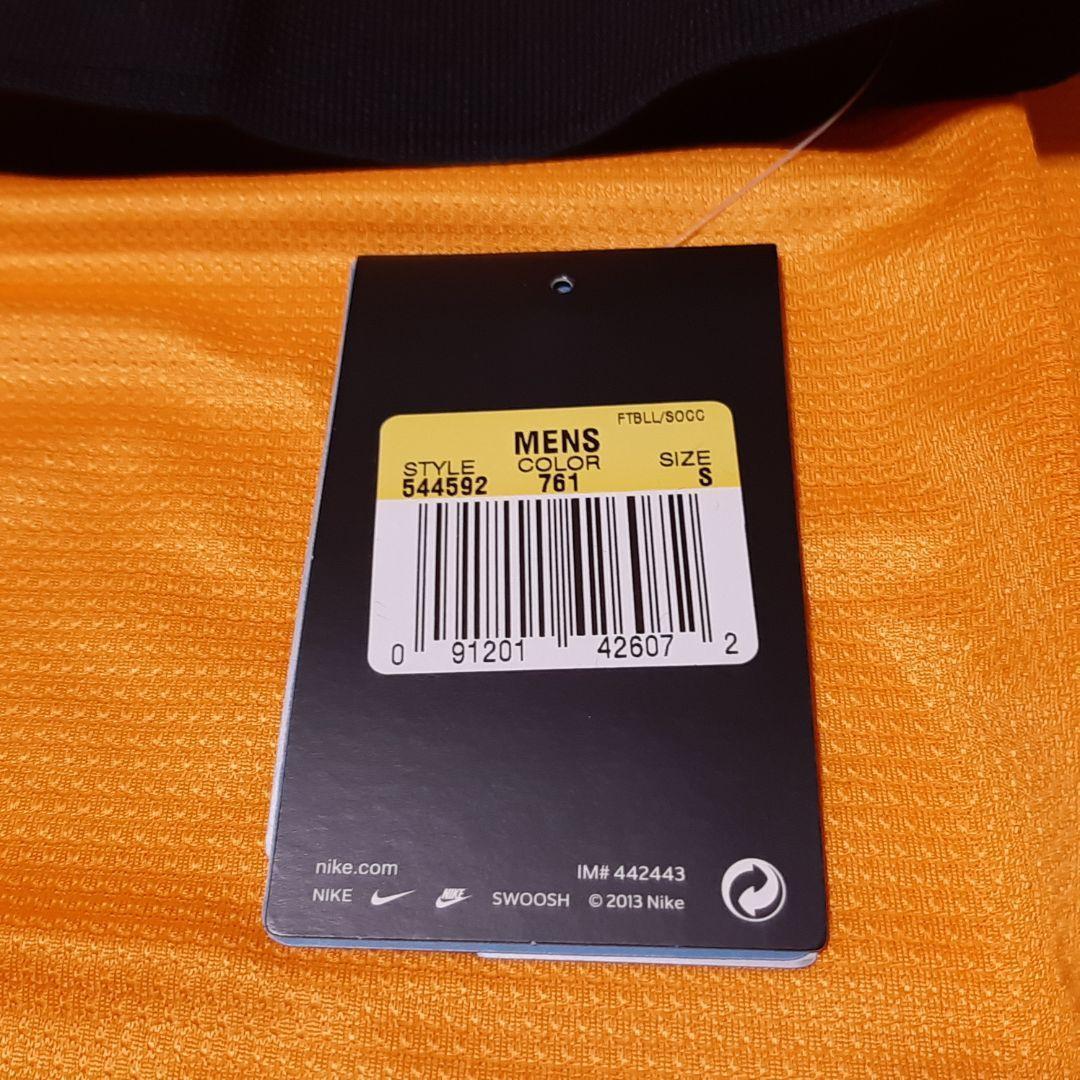 FTBLL/SOCC
MENS
STYLE COLOR SIZE
544592 761 S
0 91201 42607 2
nike.com IM# 442443
NIKE NIKE SWOOSH © 2013 Nike